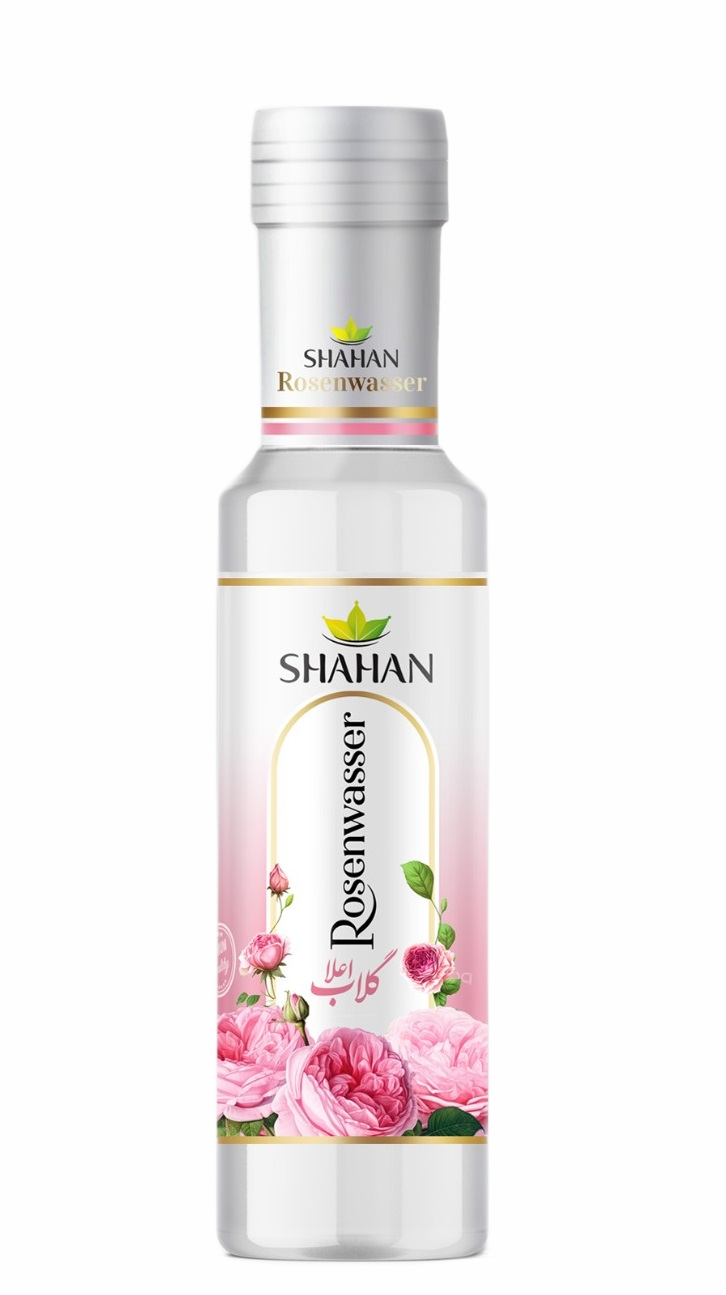 SHAHAN
Rosenwasser
SHAHAN
Rosenwasser
گلاب اعلا